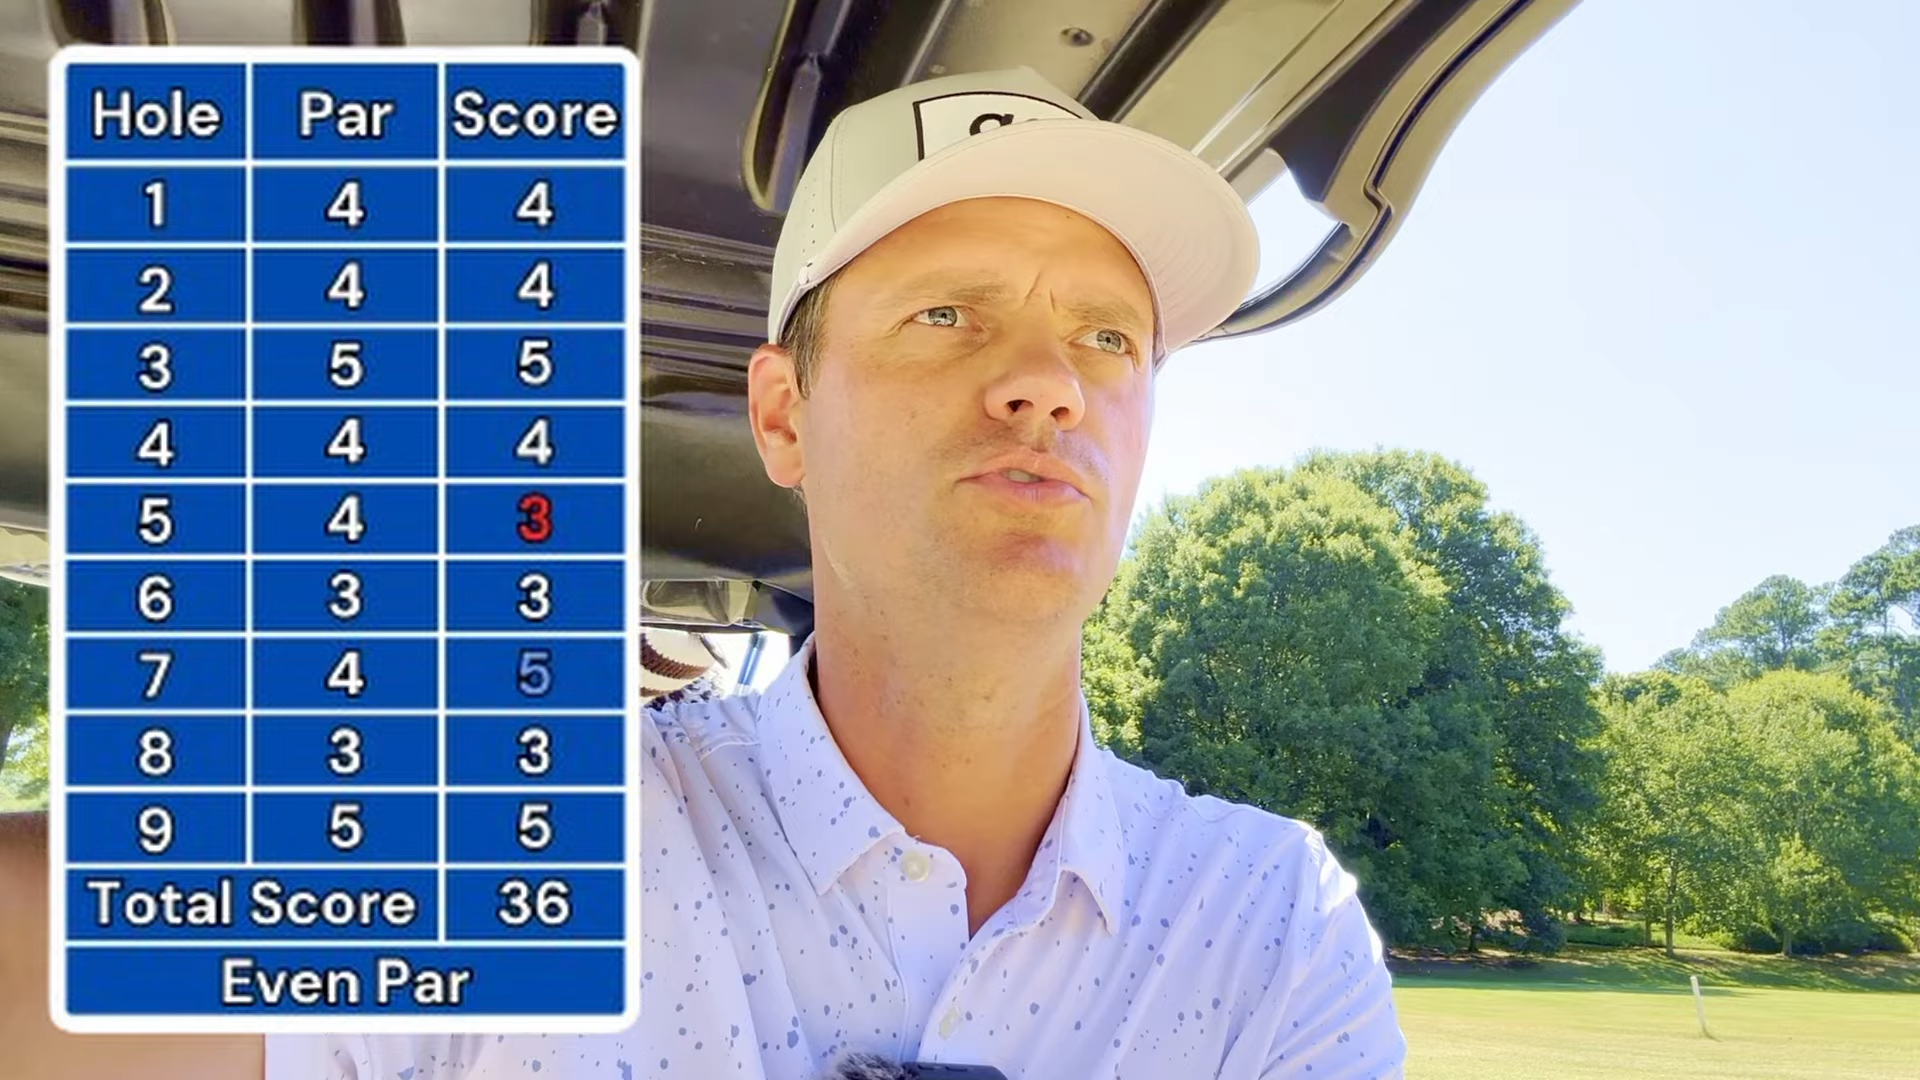 Hole Par Score
1 4 4
2 4 4
3 5 5
4 4 4
5 4 3
6 3 3
7 4 5
8 3 3
9 5 5
Total Score 36
Even Par